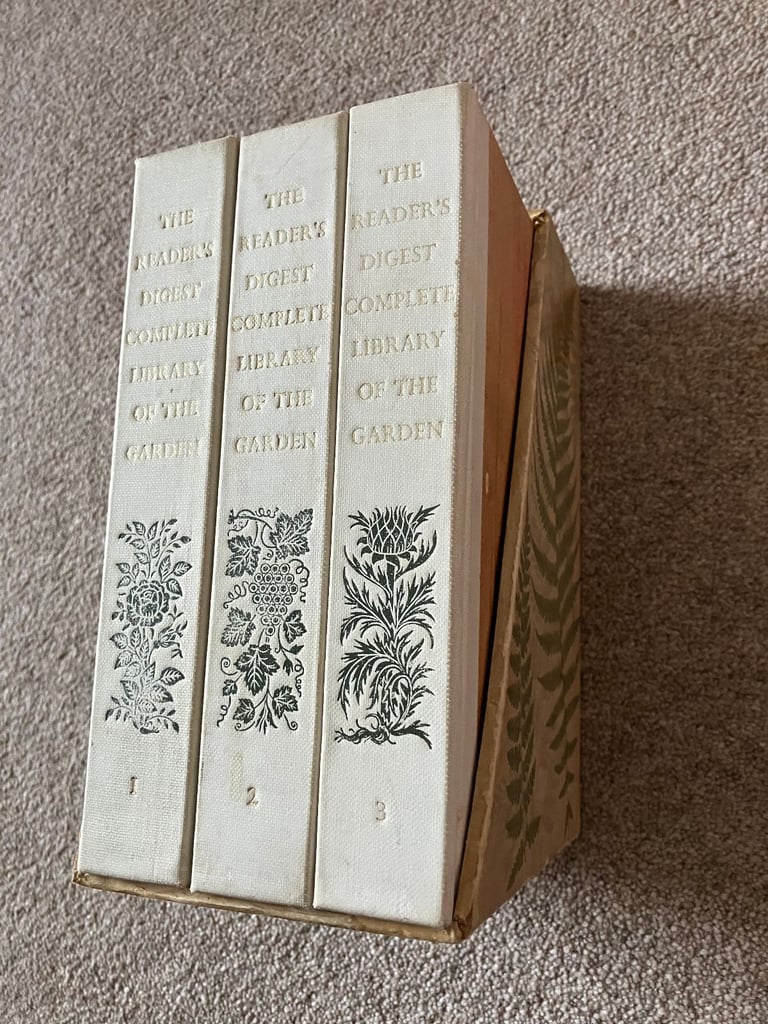 THE
READER'S
DIGEST
COMPLETE
LIBRARY
OF THE
GARDEN
1
THE
READER'S
DIGEST
COMPLETE
LIBRARY
OF THE
GARDEN
2
THE
READER'S
DIGEST
COMPLETE
LIBRARY
OF THE
GARDEN
3